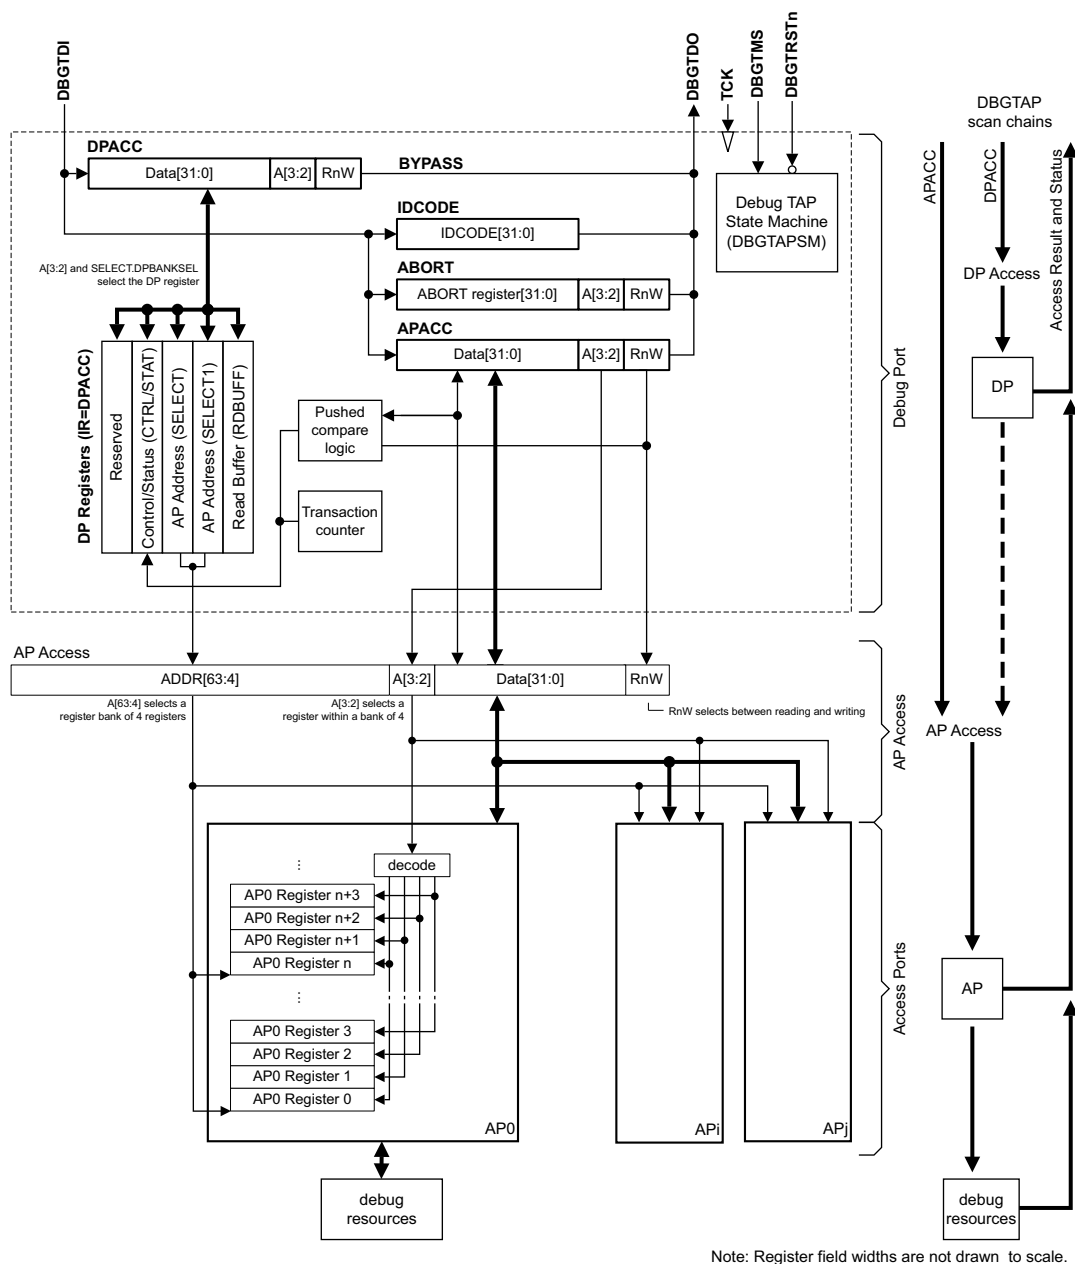 DBGTDI
DBGTDO
TCK
DBGTMS
DBGTRSTn
DBGTAP
scan chains
DPACC
Data[31:0]
A[3:2]
RnW
BYPASS
IDCODE
IDCODE[31:0]
ABORT
ABORT register[31:0]
A[3:2]
RnW
APACC
Data[31:0]
A[3:2]
RnW
Debug TAP
State Machine
(DBGTAPSM)
A[3:2] and SELECT.DPBANKSEL
select the DP register
DP Registers (IR=DPACC)
Reserved
Control/Status (CTRL/STAT)
AP Address (SELECT)
AP Address (SELECT1)
Read Buffer (RDBUFF)
Pushed
compare
logic
Transaction
counter
Debug Port
APACC
DPACC
Access Result and Status
DP Access
DP
AP Access
ADDR[63:4]
A[3:2]
Data[31:0]
RnW
A[63:4] selects a
register bank of 4 registers
A[3:2] selects a
register within a bank of 4
RnW selects between reading and writing
AP Access
AP Access
decode
⋮
AP0 Register n+3
AP0 Register n+2
AP0 Register n+1
AP0 Register n
⋮
AP0 Register 3
AP0 Register 2
AP0 Register 1
AP0 Register 0
AP0
APi
APj
Access Ports
AP
debug
resources
debug
resources
Note: Register field widths are not drawn to scale.